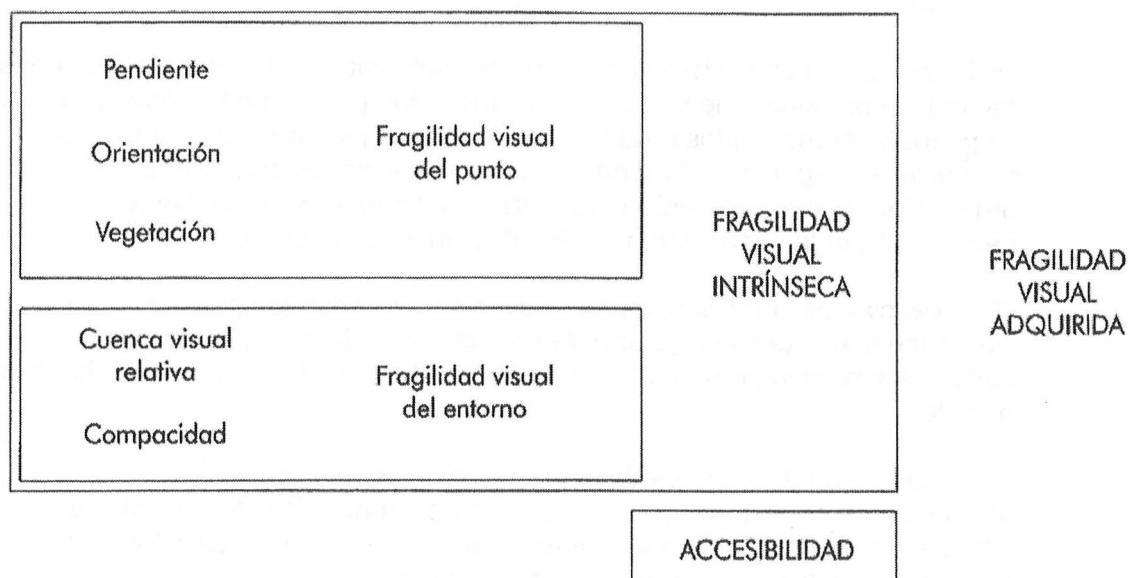 Pendiente
Orientación
Vegetación
Fragilidad visual
del punto
Cuenca visual
relativa
Compacidad
Fragilidad visual
del entorno
FRAGILIDAD
VISUAL
INTRÍNSECA
ACCESIBILIDAD
FRAGILIDAD
VISUAL
ADQUIRIDA